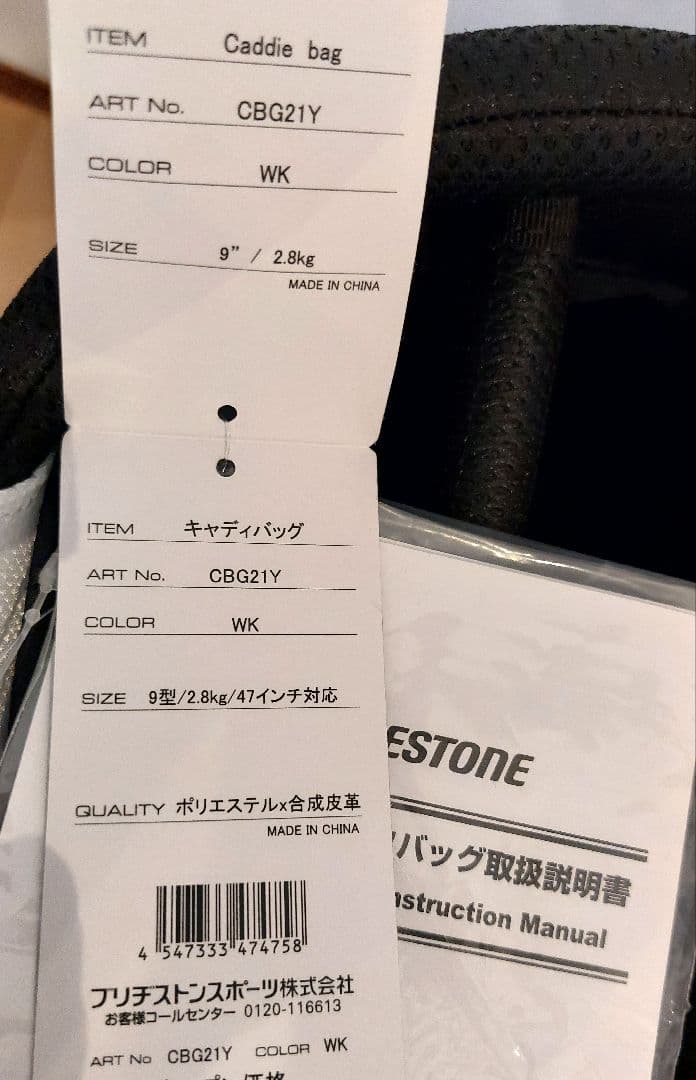 ITEM Caddie bag
ART No. CBG21Y
COLOR WK
SIZE 9" / 2.8kg
MADE IN CHINA
ITEM キャディバッグ
ART No. CBG21Y
COLOR WK
SIZE 9型/2.8kg/47インチ対応
QUALITY ポリエステルx合成皮革
MADE IN CHINA
4 547333 474758
ブリヂストンスポーツ株式会社
お客様コールセンター 0120-116613
ART No CBG21Y COLOR WK
ESTONE
バッグ取扱説明書
nstruction Manual